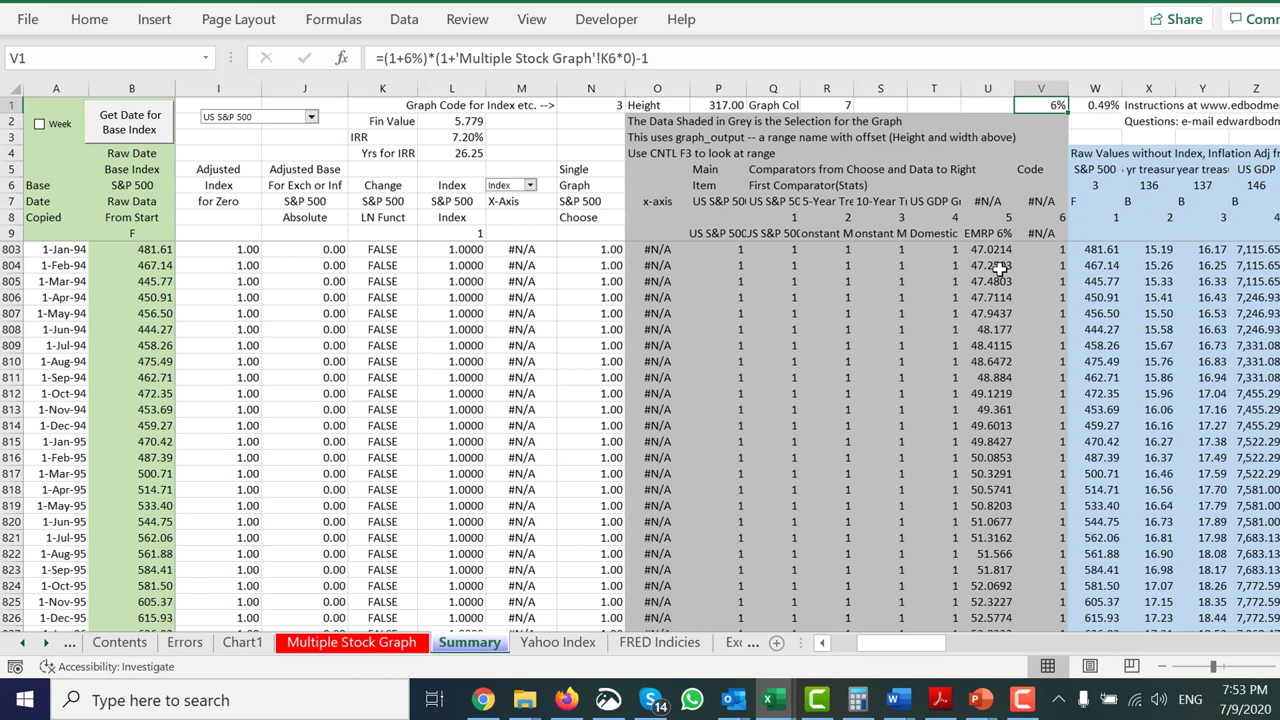 File Home Insert Page Layout Formulas Data Review View Developer Help Share Comm
V1 fx =(1+6%)*(1+'Multiple Stock Graph'!K6*0)-1
A B I J K L M N O P Q R S T U V W X Y Z
1 Get Date for Base Index US S&P 500 Graph Code for Index etc. --> 3 Height 317.00 Graph Col 7 6% 0.49% Instructions at www.edbodme
2 Week Fin Value 5.779 The Data Shaded in Grey is the Selection for the Graph Questions: e-mail edwardbodm
3 IRR 7.20% This uses graph_output -- a range name with offset (Height and width above)
4 Raw Date Yrs for IRR 26.25 Use CNTL F3 to look at range Raw Values without Index, Inflation Adj fr
5 Base Index Adjusted Adjusted Base Single Main Comparators from Choose and Data to Right Code S&P 500 yr treasur year treasu US GDP
6 Base S&P 500 Index For Exch or Inf Change Index Index Graph Item First Comparator(Stats) 3 136 137 146
7 Date Raw Data for Zero S&P 500 LN Funct S&P 500 X-Axis S&P 500 x-axis US S&P 500 US S&P 50 5-Year Tre 10-Year Tr US GDP Gr #N/A #N/A F B B B
8 Copied From Start Absolute Index Choose 1 2 3 4 5 6 1 2 3 4
9 F 1 US S&P 500 US S&P 500 Constant M Constant M Domestic EMRP 6% #N/A
803 1-Jan-94 481.61 1.00 0.00 FALSE 1.0000 #N/A 1.00 #N/A 1 1 1 1 1 47.0214 1 481.61 15.19 16.17 7,115.65
804 1-Feb-94 467.14 1.00 0.00 FALSE 1.0000 #N/A 1.00 #N/A 1 1 1 1 1 1 467.14 15.26 16.25 7,115.65
805 1-Mar-94 445.77 1.00 0.00 FALSE 1.0000 #N/A 1.00 #N/A 1 1 1 1 1 47.4803 1 445.77 15.33 16.33 7,115.65
806 1-Apr-94 450.91 1.00 0.00 FALSE 1.0000 #N/A 1.00 #N/A 1 1 1 1 1 47.7114 1 450.91 15.41 16.43 7,246.93
807 1-May-94 456.50 1.00 0.00 FALSE 1.0000 #N/A 1.00 #N/A 1 1 1 1 1 47.9437 1 456.50 15.50 16.53 7,246.93
808 1-Jun-94 444.27 1.00 0.00 FALSE 1.0000 #N/A 1.00 #N/A 1 1 1 1 1 48.177 1 444.27 15.58 16.63 7,246.93
809 1-Jul-94 458.26 1.00 0.00 FALSE 1.0000 #N/A 1.00 #N/A 1 1 1 1 1 48.4115 1 458.26 15.67 16.73 7,331.08
810 1-Aug-94 475.49 1.00 0.00 FALSE 1.0000 #N/A 1.00 #N/A 1 1 1 1 1 48.6472 1 475.49 15.76 16.83 7,331.08
811 1-Sep-94 462.71 1.00 0.00 FALSE 1.0000 #N/A 1.00 #N/A 1 1 1 1 1 48.884 1 462.71 15.86 16.94 7,331.08
812 1-Oct-94 472.35 1.00 0.00 FALSE 1.0000 #N/A 1.00 #N/A 1 1 1 1 1 49.1219 1 472.35 15.96 17.04 7,455.29
813 1-Nov-94 453.69 1.00 0.00 FALSE 1.0000 #N/A 1.00 #N/A 1 1 1 1 1 49.361 1 453.69 16.06 17.16 7,455.29
814 1-Dec-94 459.27 1.00 0.00 FALSE 1.0000 #N/A 1.00 #N/A 1 1 1 1 1 49.6013 1 459.27 16.17 17.27 7,455.29
815 1-Jan-95 470.42 1.00 0.00 FALSE 1.0000 #N/A 1.00 #N/A 1 1 1 1 1 49.8427 1 470.42 16.27 17.38 7,522.29
816 1-Feb-95 487.39 1.00 0.00 FALSE 1.0000 #N/A 1.00 #N/A 1 1 1 1 1 50.0853 1 487.39 16.37 17.49 7,522.29
817 1-Mar-95 500.71 1.00 0.00 FALSE 1.0000 #N/A 1.00 #N/A 1 1 1 1 1 50.3291 1 500.71 16.46 17.59 7,522.29
818 1-Apr-95 514.71 1.00 0.00 FALSE 1.0000 #N/A 1.00 #N/A 1 1 1 1 1 50.5741 1 514.71 16.56 17.70 7,581.00
819 1-May-95 533.40 1.00 0.00 FALSE 1.0000 #N/A 1.00 #N/A 1 1 1 1 1 50.8203 1 533.40 16.64 17.79 7,581.00
820 1-Jun-95 544.75 1.00 0.00 FALSE 1.0000 #N/A 1.00 #N/A 1 1 1 1 1 51.0677 1 544.75 16.73 17.89 7,581.00
821 1-Jul-95 562.06 1.00 0.00 FALSE 1.0000 #N/A 1.00 #N/A 1 1 1 1 1 51.3162 1 562.06 16.81 17.98 7,683.13
822 1-Aug-95 561.88 1.00 0.00 FALSE 1.0000 #N/A 1.00 #N/A 1 1 1 1 1 51.566 1 561.88 16.90 18.08 7,683.13
823 1-Sep-95 584.41 1.00 0.00 FALSE 1.0000 #N/A 1.00 #N/A 1 1 1 1 1 51.817 1 584.41 16.99 18.17 7,683.13
824 1-Oct-95 581.50 1.00 0.00 FALSE 1.0000 #N/A 1.00 #N/A 1 1 1 1 1 52.0692 1 581.50 17.07 18.26 7,772.59
825 1-Nov-95 605.37 1.00 0.00 FALSE 1.0000 #N/A 1.00 #N/A 1 1 1 1 1 52.3227 1 605.37 17.15 18.35 7,772.59
826 1-Dec-95 615.93 1.00 0.00 FALSE 1.0000 #N/A 1.00 #N/A 1 1 1 1 1 52.5774 1 615.93 17.23 18.44 7,772.59
... Contents Errors Chart1 Multiple Stock Graph Summary Yahoo Index FRED Indicies Exc ...
Accessibility: Investigate
Type here to search 14 ENG 7:53 PM
7/9/2020